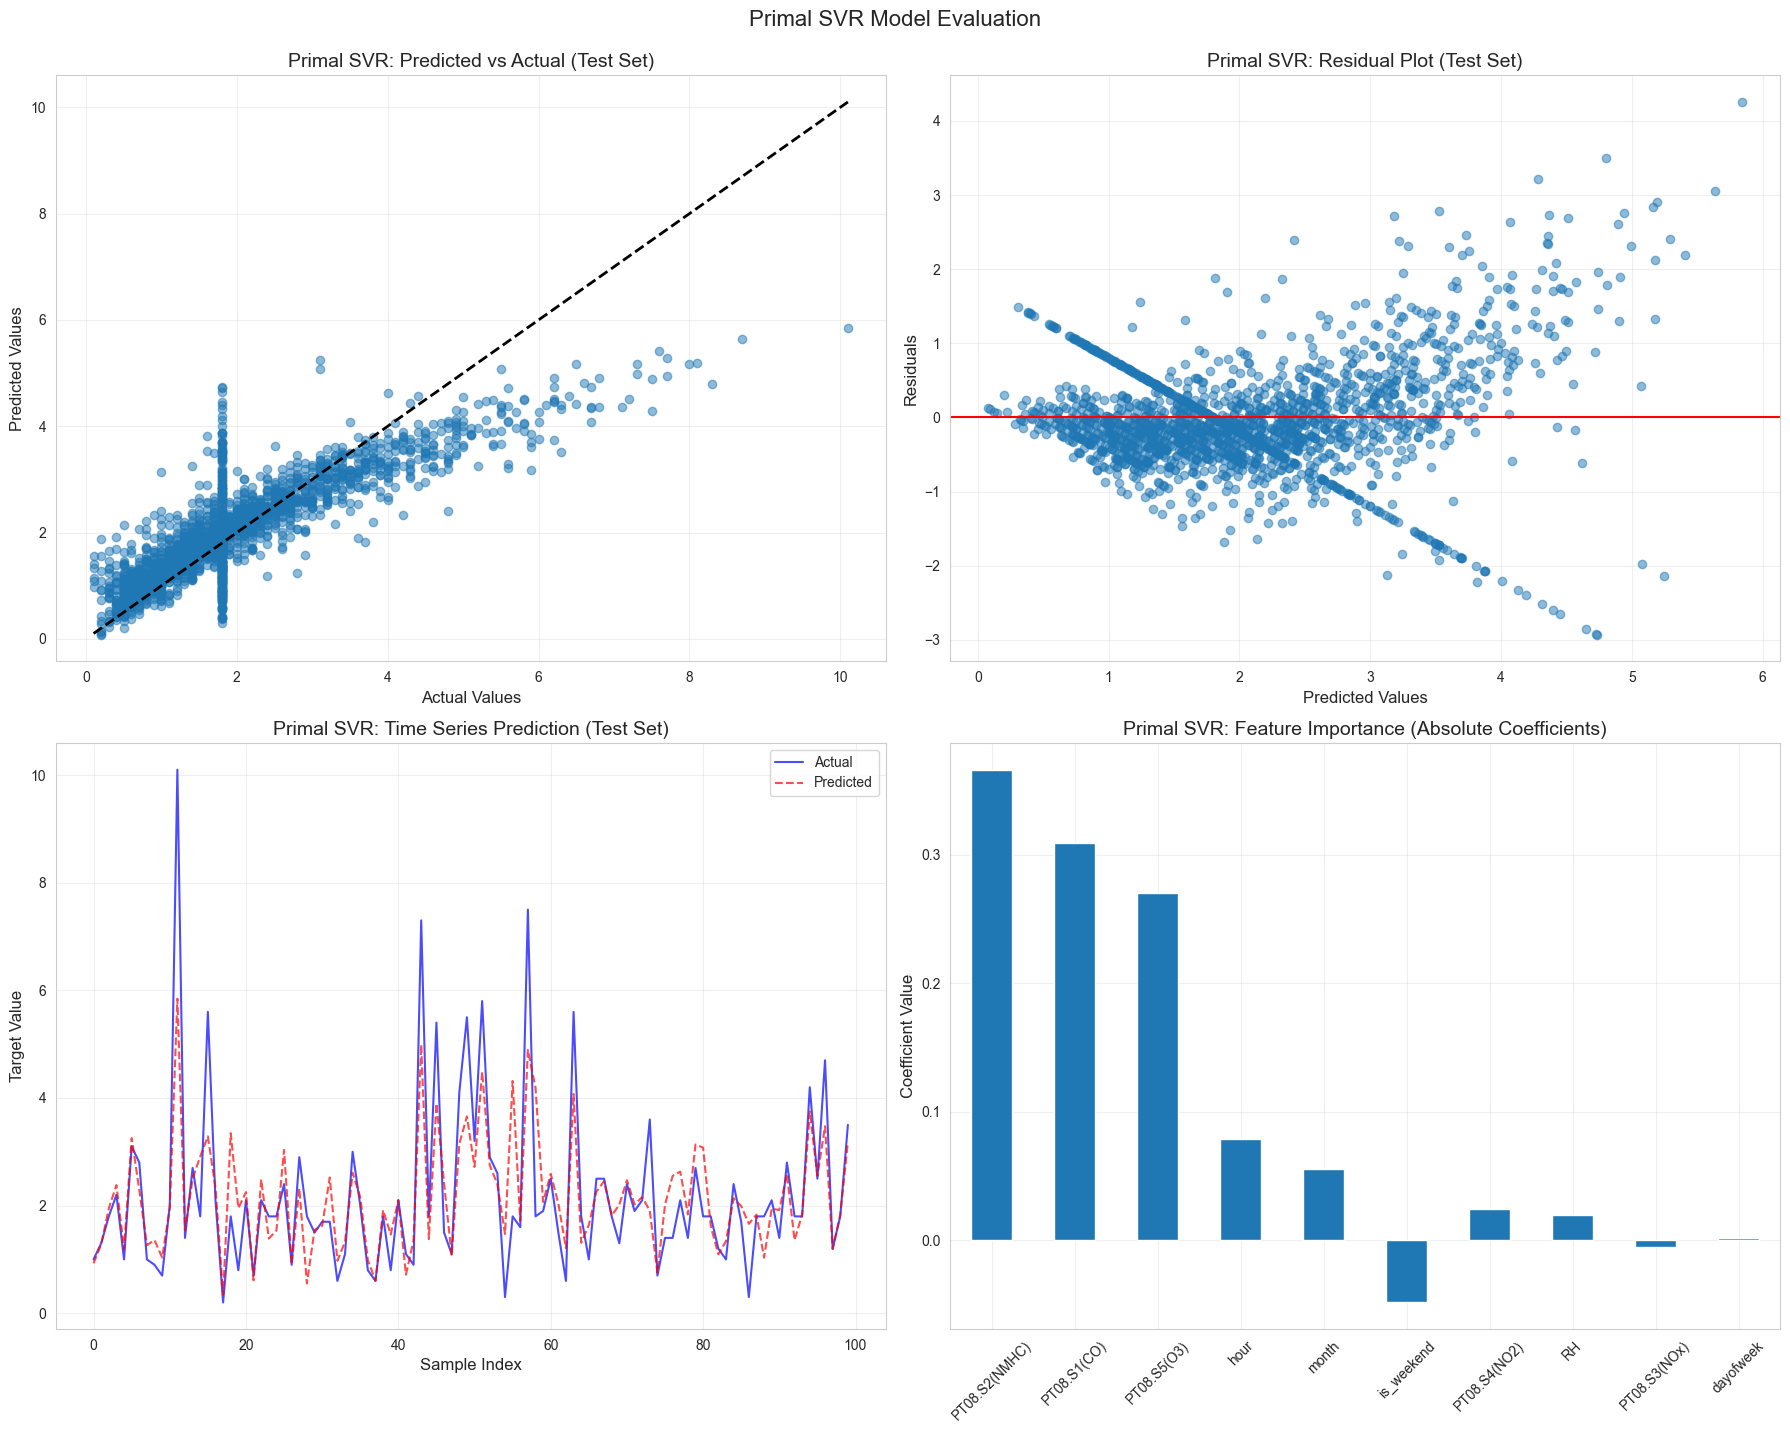 Primal SVR Model Evaluation
Primal SVR: Predicted vs Actual (Test Set)
Predicted Values
10
8
6
4
2
0
0
2
4
6
8
10
Actual Values
Primal SVR: Residual Plot (Test Set)
Residuals
4
3
2
1
0
−1
−2
−3
0
1
2
3
4
5
6
Predicted Values
Primal SVR: Time Series Prediction (Test Set)
Actual
Predicted
Target Value
10
8
6
4
2
0
0
20
40
60
80
100
Sample Index
Primal SVR: Feature Importance (Absolute Coefficients)
Coefficient Value
0.3
0.2
0.1
0.0
PT08.S2(NMHC)
PT08.S1(CO)
PT08.S5(O3)
hour
month
is_weekend
PT08.S4(NO2)
RH
PT08.S3(NOx)
dayofweek